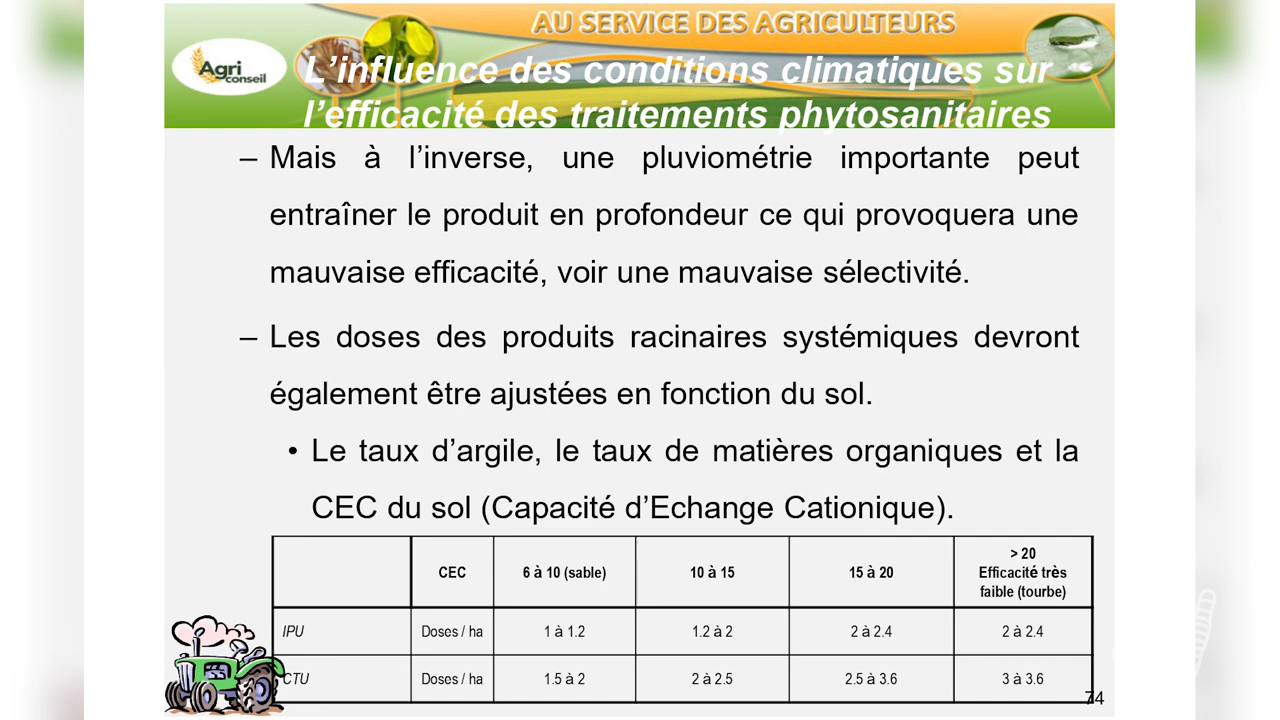 AU SERVICE DES AGRICULTEURS
Agri
conseil
L’influence des conditions climatiques sur
l’efficacité des traitements phytosanitaires
– Mais à l’inverse, une pluviométrie importante peut
entraîner le produit en profondeur ce qui provoquera une
mauvaise efficacité, voir une mauvaise sélectivité.
– Les doses des produits racinaires systémiques devront
également être ajustées en fonction du sol.
• Le taux d’argile, le taux de matières organiques et la
CEC du sol (Capacité d’Echange Cationique).
CEC 6 à 10 (sable) 10 à 15 15 à 20 > 20
Efficacité très
faible (tourbe)
IPU Doses / ha 1 à 1.2 1.2 à 2 2 à 2.4 2 à 2.4
CTU Doses / ha 1.5 à 2 2 à 2.5 2.5 à 3.6 3 à 3.6
74